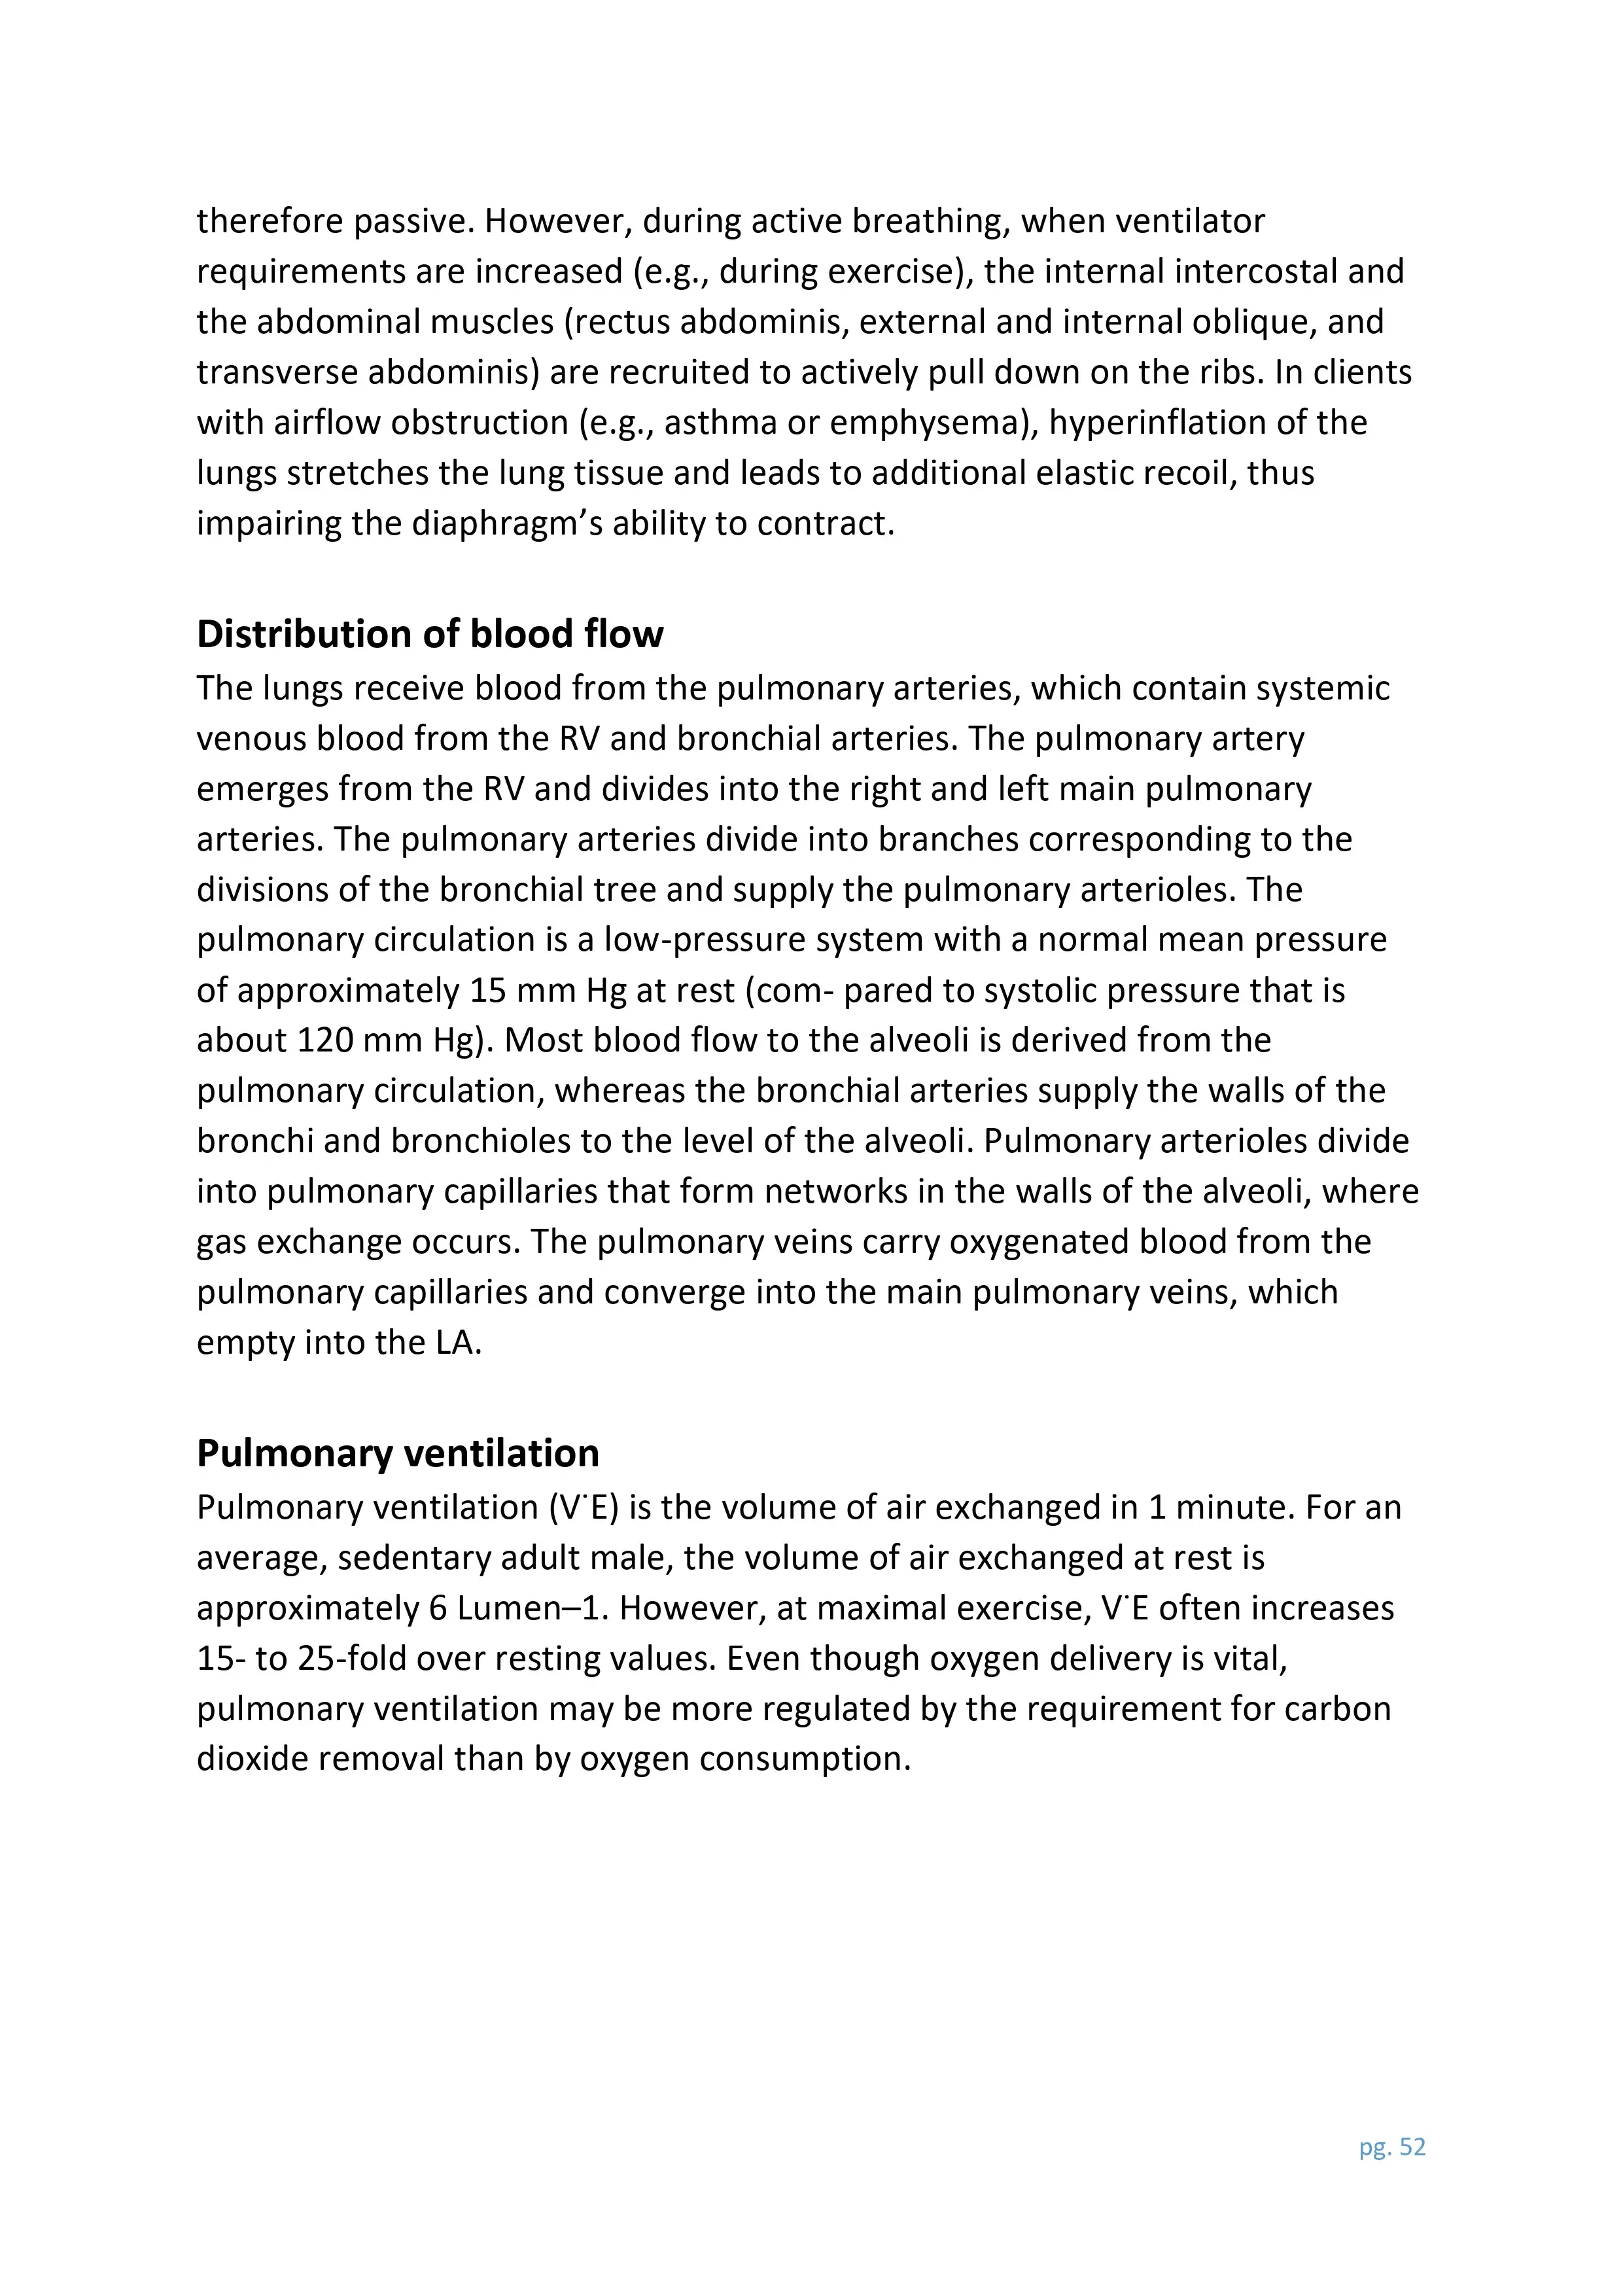 therefore passive. However, during active breathing, when ventilator
requirements are increased (e.g., during exercise), the internal intercostal and
the abdominal muscles (rectus abdominis, external and internal oblique, and
transverse abdominis) are recruited to actively pull down on the ribs. In clients
with airflow obstruction (e.g., asthma or emphysema), hyperinflation of the
lungs stretches the lung tissue and leads to additional elastic recoil, thus
impairing the diaphragm’s ability to contract.
Distribution of blood flow
The lungs receive blood from the pulmonary arteries, which contain systemic
venous blood from the RV and bronchial arteries. The pulmonary artery
emerges from the RV and divides into the right and left main pulmonary
arteries. The pulmonary arteries divide into branches corresponding to the
divisions of the bronchial tree and supply the pulmonary arterioles. The
pulmonary circulation is a low-pressure system with a normal mean pressure
of approximately 15 mm Hg at rest (com- pared to systolic pressure that is
about 120 mm Hg). Most blood flow to the alveoli is derived from the
pulmonary circulation, whereas the bronchial arteries supply the walls of the
bronchi and bronchioles to the level of the alveoli. Pulmonary arterioles divide
into pulmonary capillaries that form networks in the walls of the alveoli, where
gas exchange occurs. The pulmonary veins carry oxygenated blood from the
pulmonary capillaries and converge into the main pulmonary veins, which
empty into the LA.
Pulmonary ventilation
Pulmonary ventilation (V˙E) is the volume of air exchanged in 1 minute. For an
average, sedentary adult male, the volume of air exchanged at rest is
approximately 6 Lumen–1. However, at maximal exercise, V˙E often increases
15- to 25-fold over resting values. Even though oxygen delivery is vital,
pulmonary ventilation may be more regulated by the requirement for carbon
dioxide removal than by oxygen consumption.
pg. 52